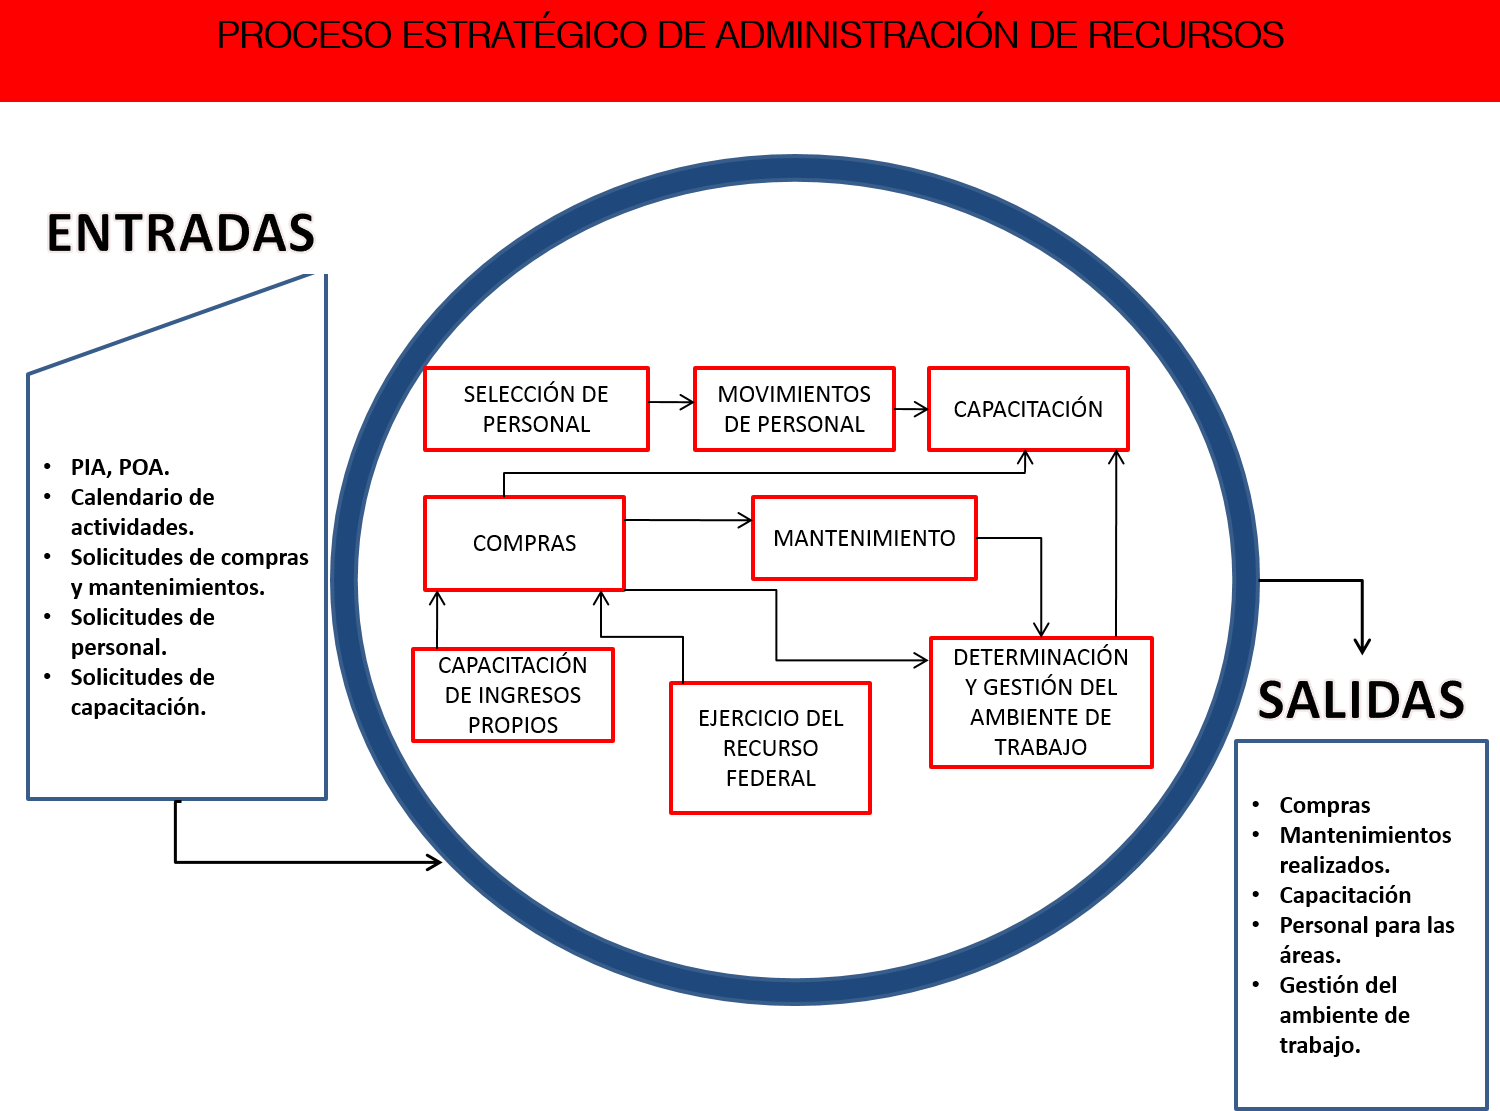 PROCESO ESTRATÉGICO DE ADMINISTRACIÓN DE RECURSOS
ENTRADAS
• PIA, POA.
• Calendario de
actividades.
• Solicitudes de compras
y mantenimientos.
• Solicitudes de
personal.
• Solicitudes de
capacitación.
SELECCIÓN DE
PERSONAL
MOVIMIENTOS
DE PERSONAL
CAPACITACIÓN
COMPRAS
MANTENIMIENTO
CAPACITACIÓN
DE INGRESOS
PROPIOS
EJERCICIO DEL
RECURSO
FEDERAL
DETERMINACIÓN
Y GESTIÓN DEL
AMBIENTE DE
TRABAJO
SALIDAS
• Compras
• Mantenimientos
realizados.
• Capacitación
• Personal para las
áreas.
• Gestión del
ambiente de
trabajo.